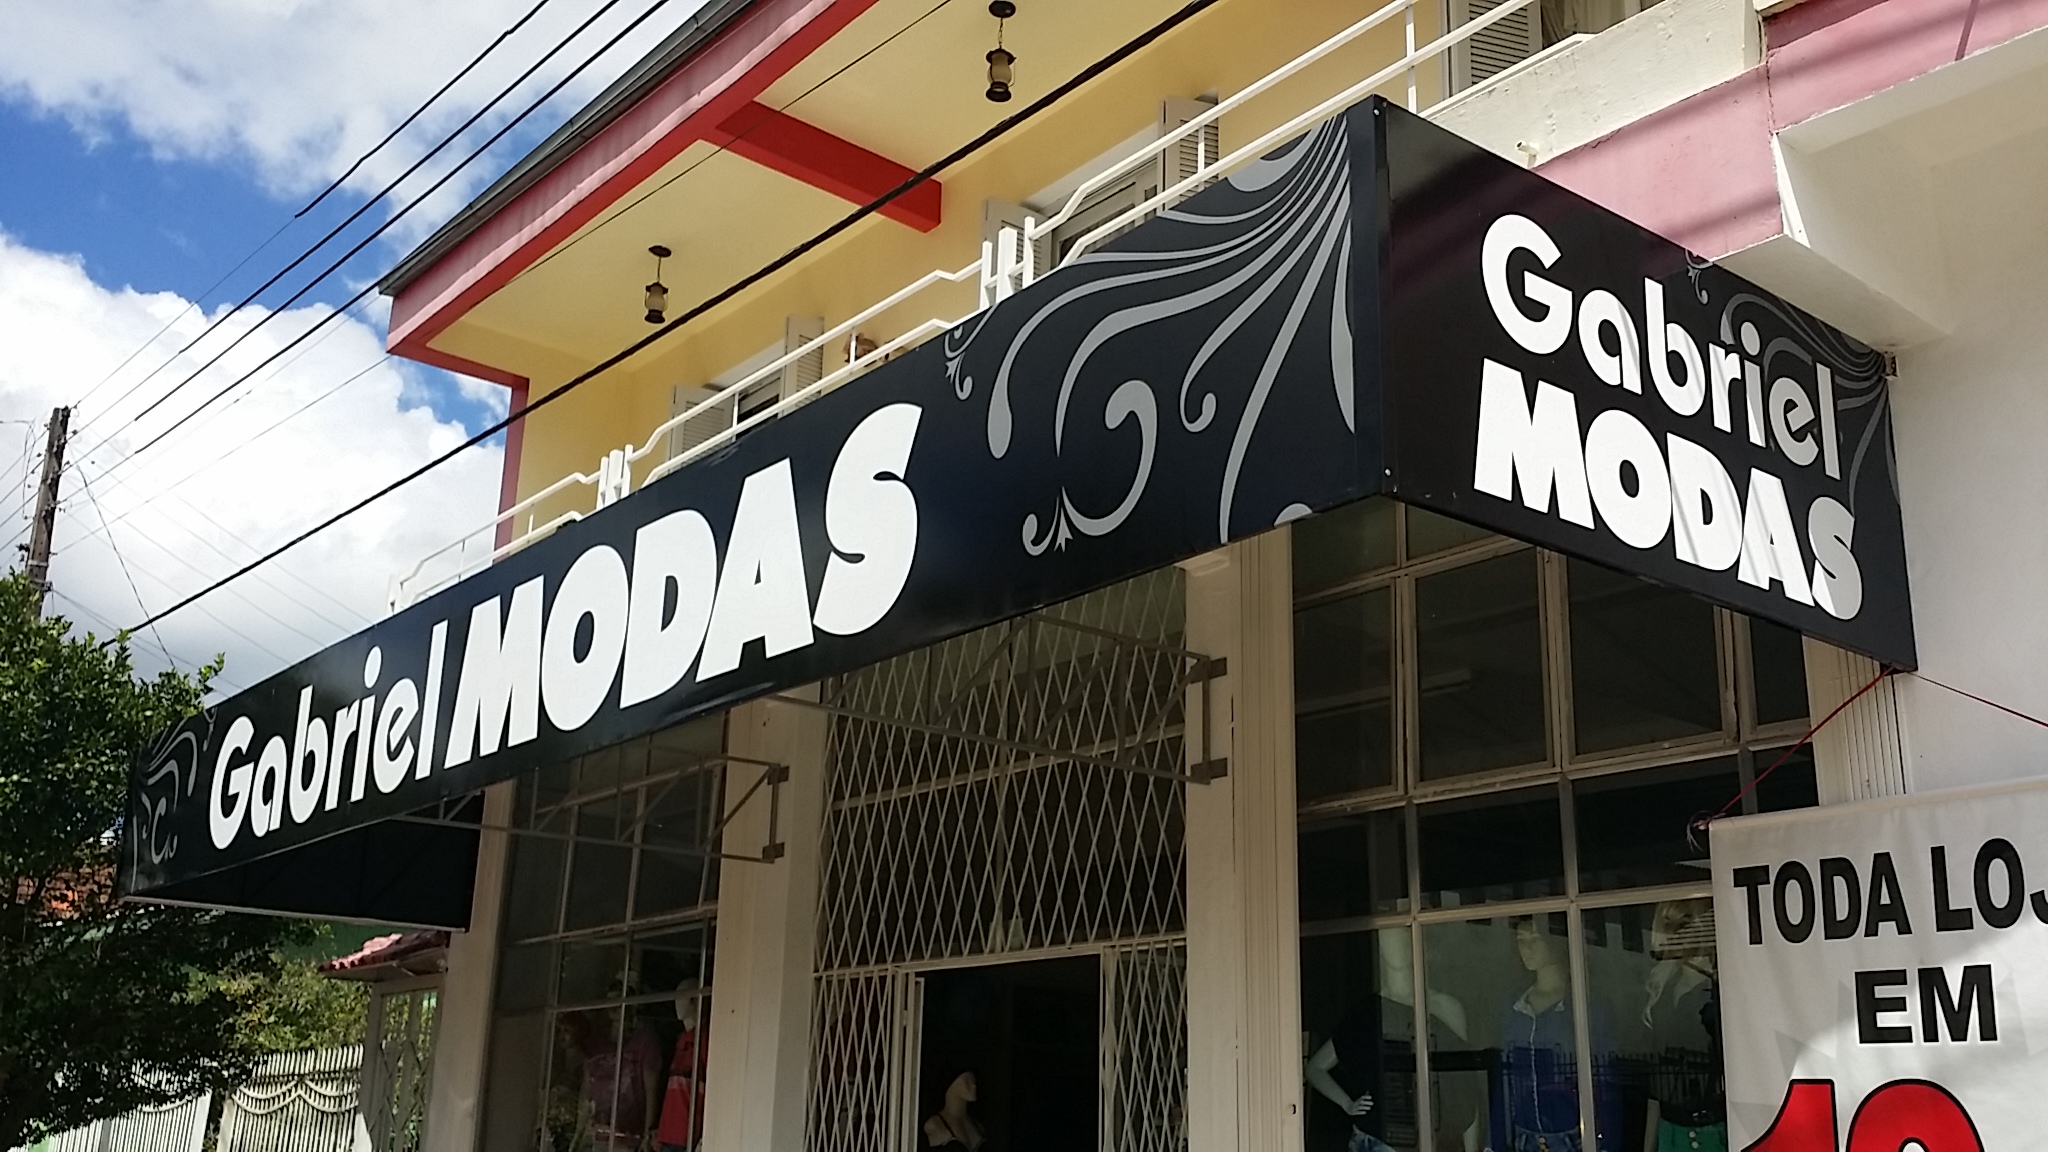 Gabriel MODAS
Gabriel
MODAS
TODA LOJ
EM